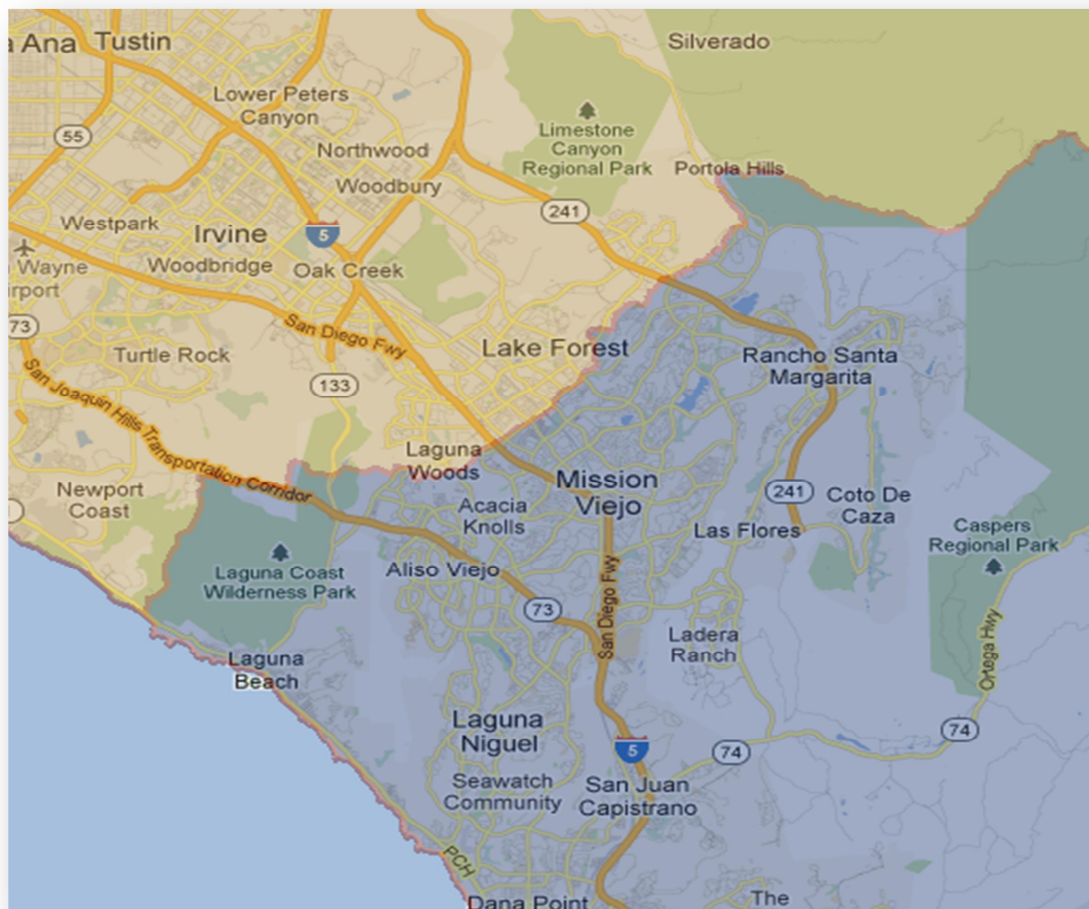 a Ana
Tustin
Silverado
Lower Peters
Canyon
55
Limestone
Canyon
Regional Park
Northwood
Portola Hills
Woodbury
241
Westpark
Irvine
5
Wayne
irport
Woodbridge
Oak Creek
73
San Diego Fwy
Turtle Rock
Lake Forest
Rancho Santa
Margarita
133
San Joaquin Hills Transportation Corridor
Laguna
Woods
Mission
Viejo
Newport
Coast
241
Coto De
Caza
Acacia
Knolls
Las Flores
Caspers
Regional Park
Laguna Coast
Wilderness Park
Aliso Viejo
73
San Diego Fwy
Ladera
Ranch
Ortega Hwy
Laguna
Beach
Laguna
Niguel
5
74
74
Seawatch
Community
San Juan
Capistrano
PCH
Dana Point
The